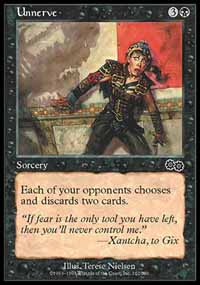 Unnerve 3
Sorcery
Each of your opponents chooses
and discards two cards.
"If fear is the only tool you have left,
then you'll never control me."
—Xantcha, to Gix
Illus. Terese Nielsen